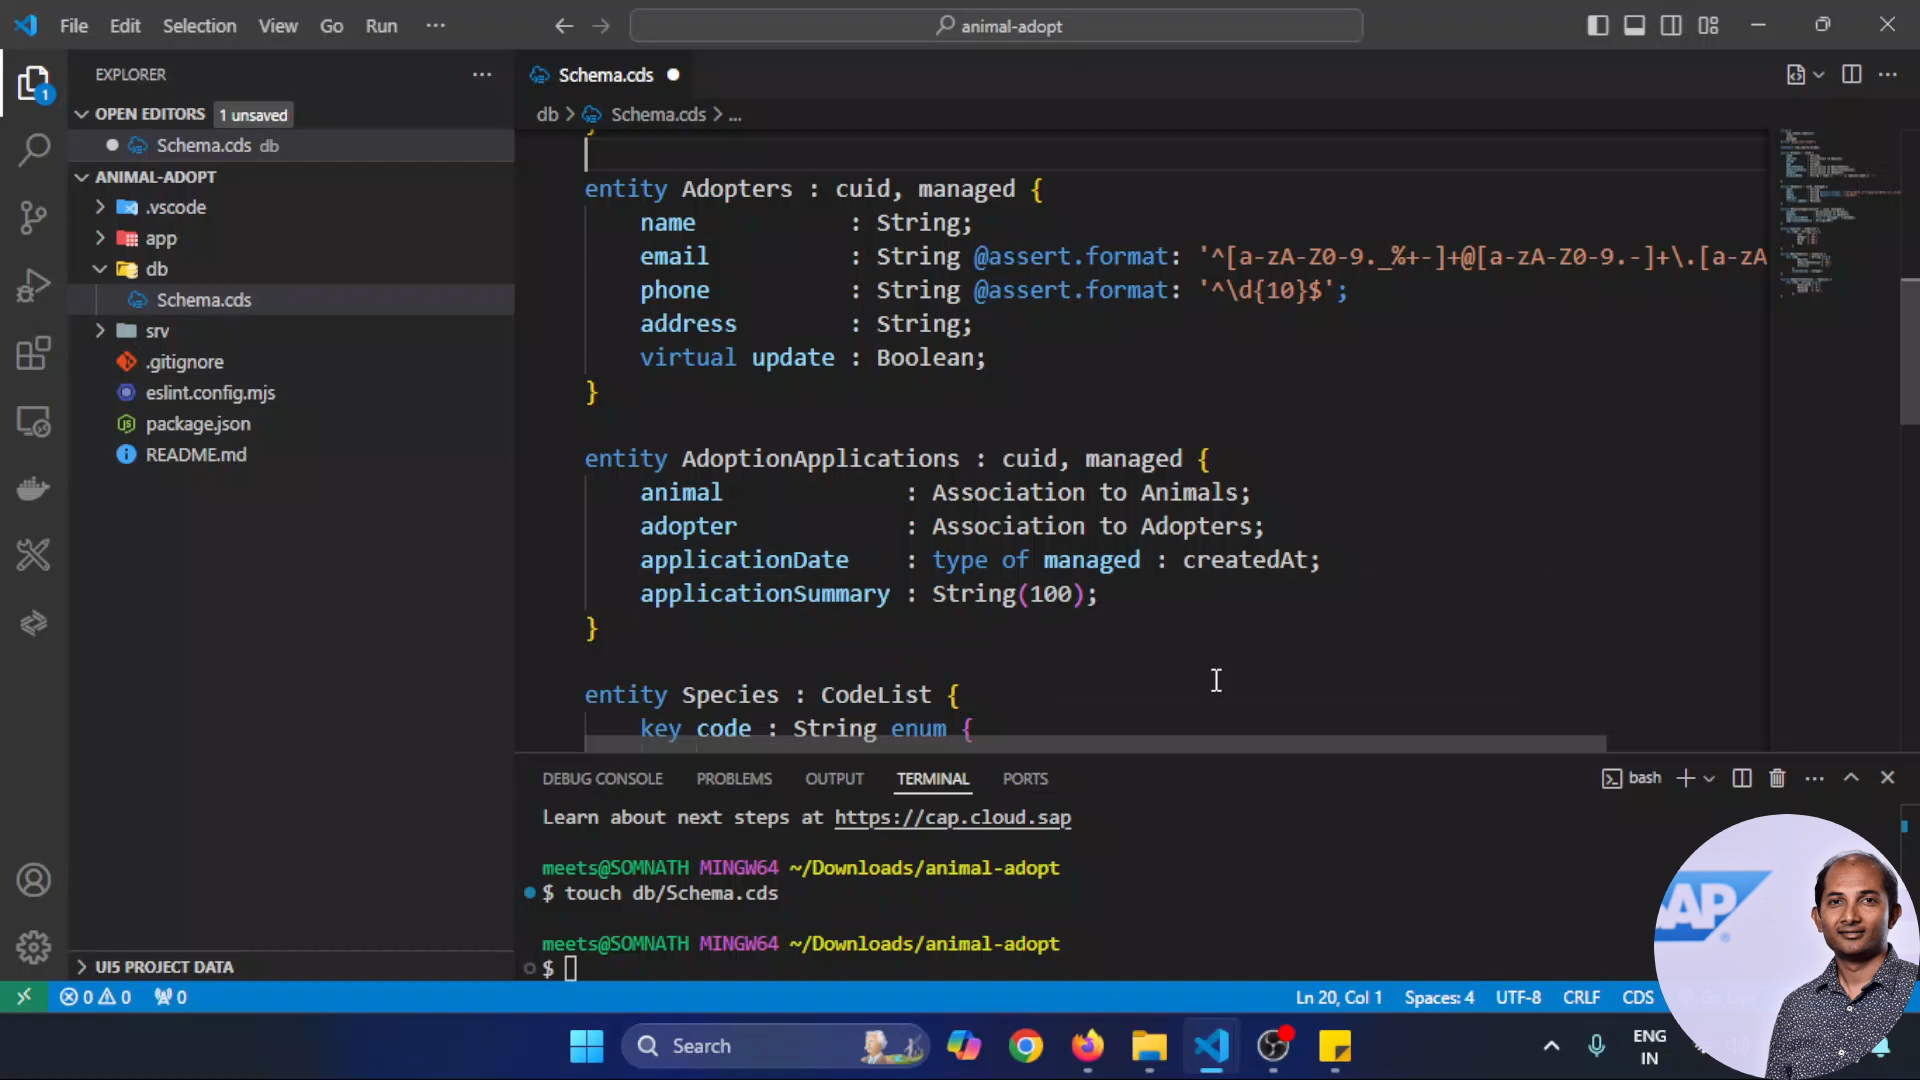 File Edit Selection View Go Run ···
animal-adopt
EXPLORER
OPEN EDITORS 1 unsaved
Schema.cds db
ANIMAL-ADOPT
.vscode
app
db
Schema.cds
srv
.gitignore
eslint.config.mjs
package.json
README.md
UI5 PROJECT DATA
1
Schema.cds
db > Schema.cds > ...
}
entity Adopters : cuid, managed {
name : String;
email : String @assert.format: '^[a-zA-Z0-9._%+-]+@[a-zA-Z0-9.-]+\.[a-zA
phone : String @assert.format: '^\d{10}$';
address : String;
virtual update : Boolean;
}
entity AdoptionApplications : cuid, managed {
animal : Association to Animals;
adopter : Association to Adopters;
applicationDate : type of managed : createdAt;
applicationSummary : String(100);
}
entity Species : CodeList {
key code : String enum {
DEBUG CONSOLE PROBLEMS OUTPUT TERMINAL PORTS
bash
Learn about next steps at https://cap.cloud.sap
meets@SOMNATH MINGW64 ~/Downloads/animal-adopt
$ touch db/Schema.cds
meets@SOMNATH MINGW64 ~/Downloads/animal-adopt
$
0 0 0
Ln 20, Col 1 Spaces: 4 UTF-8 CRLF CDS
Search
ENG
IN